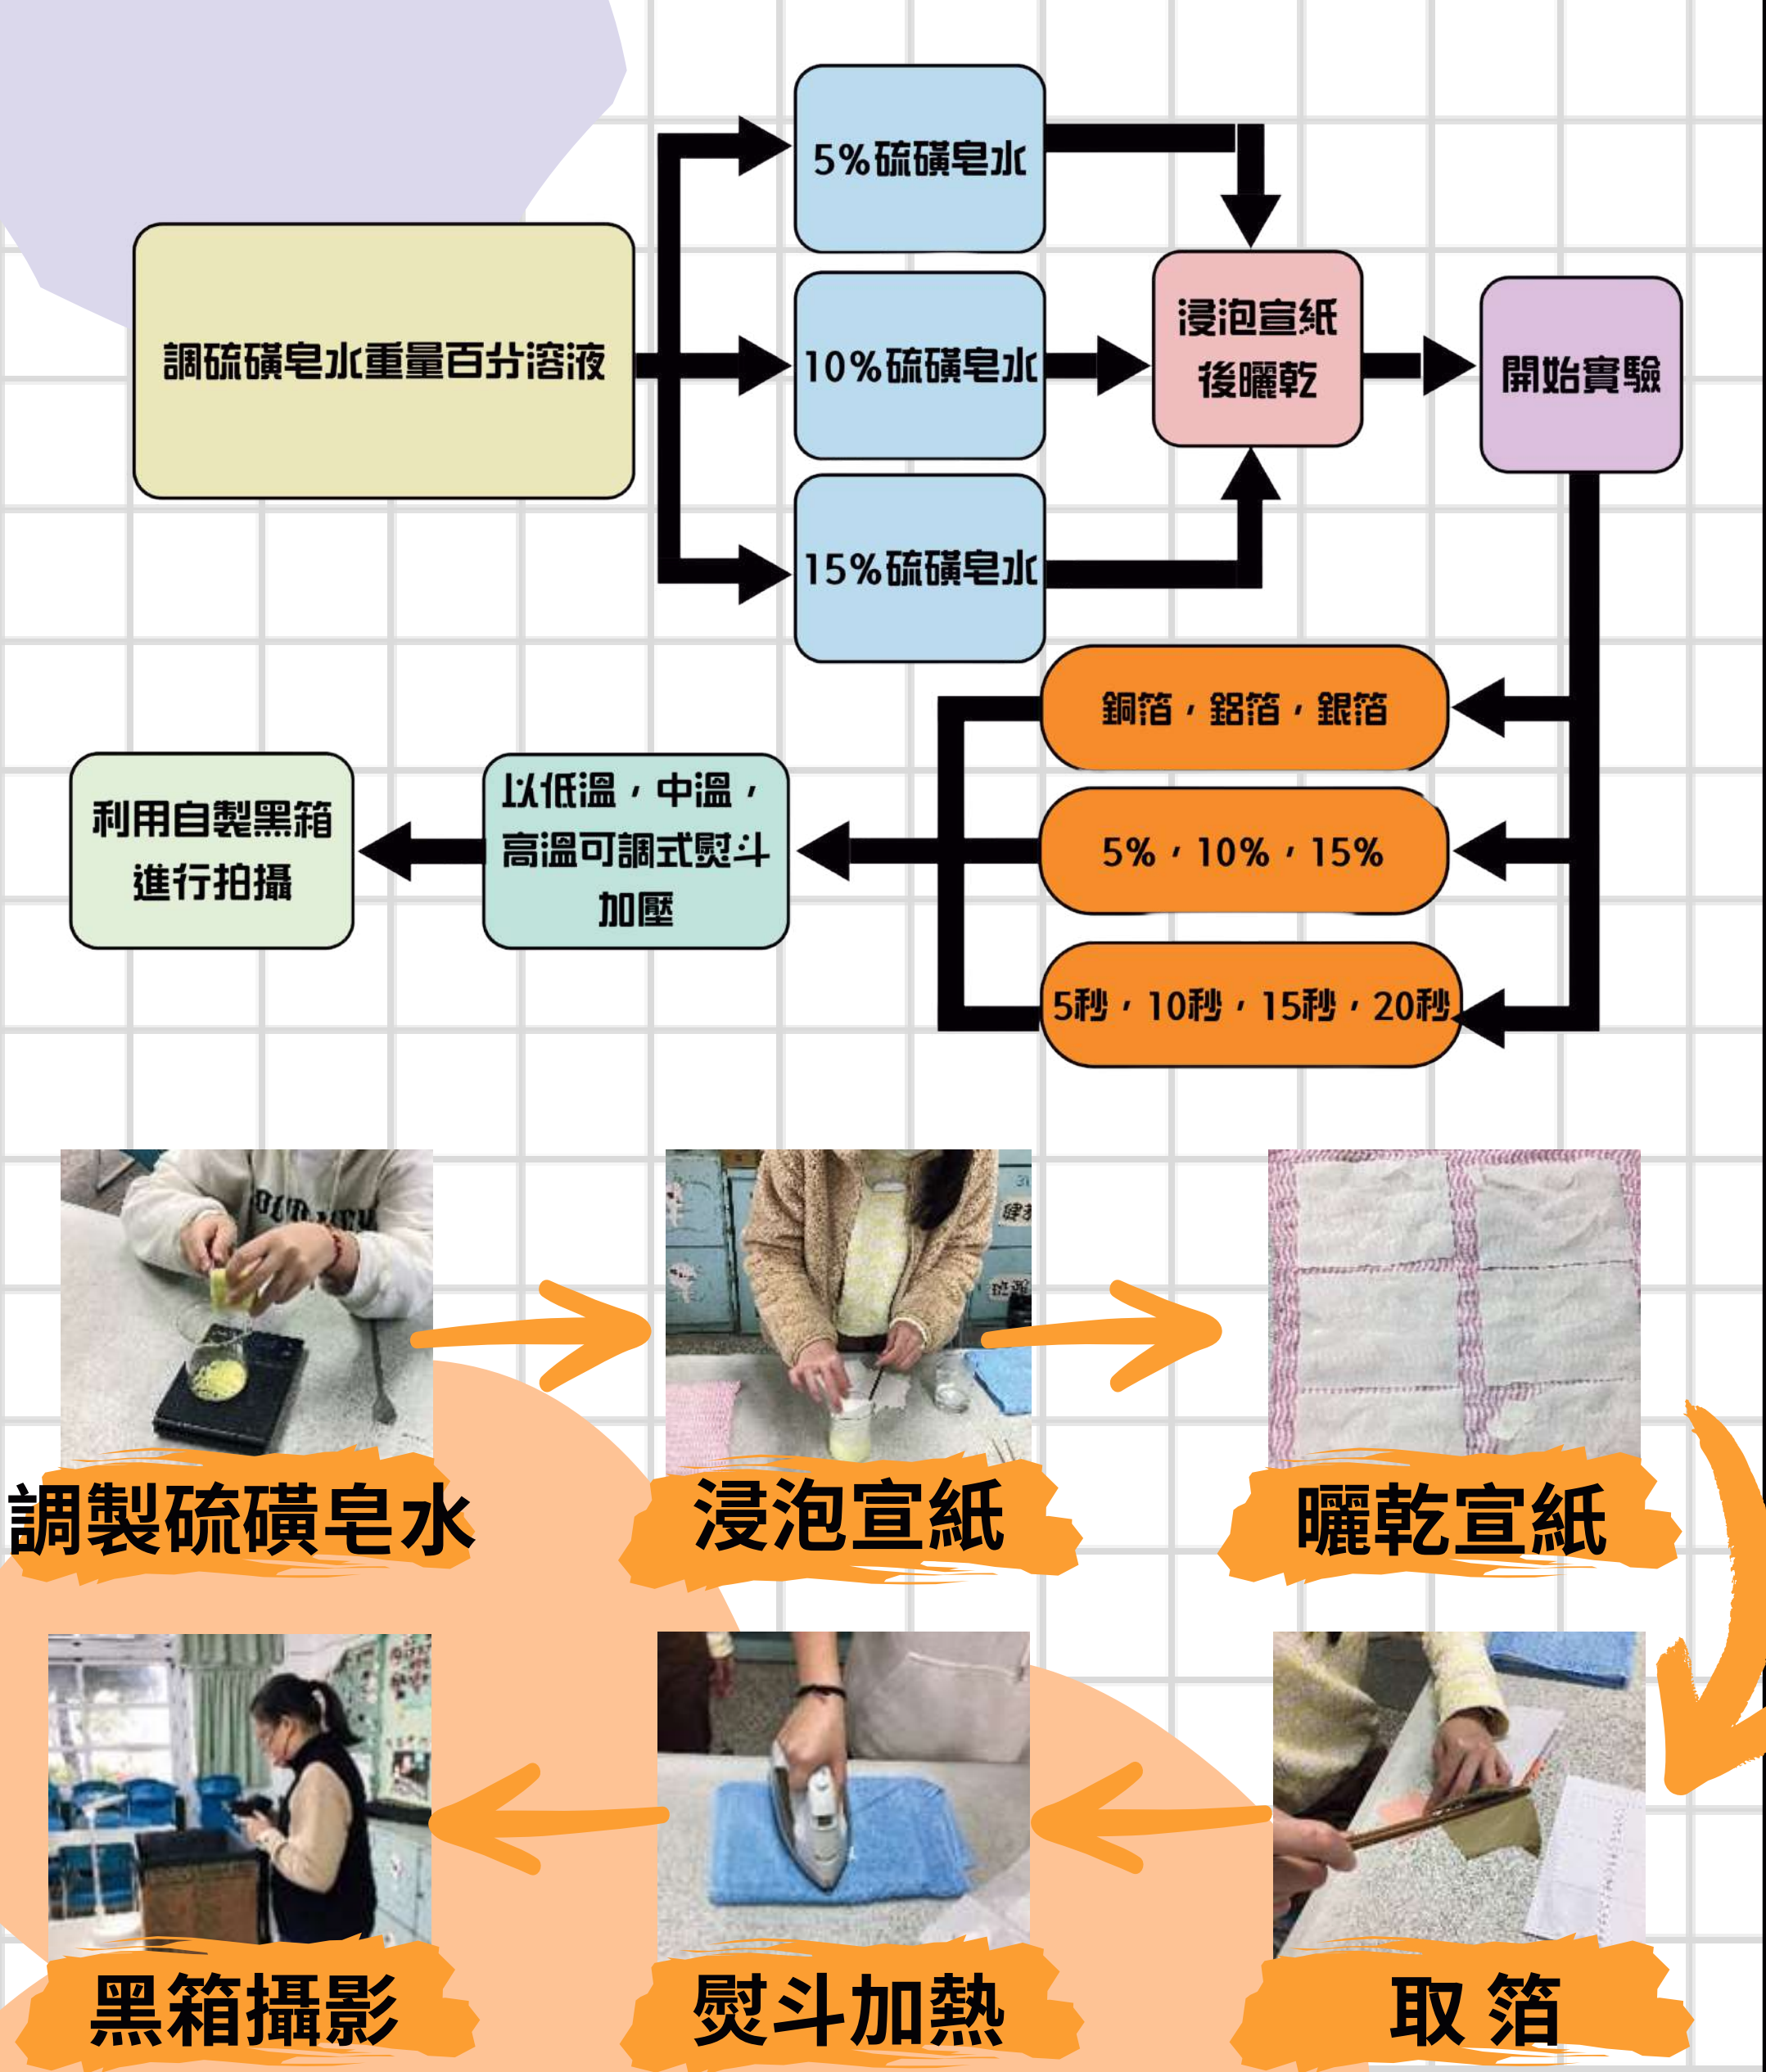 5%硫磺皂水
調硫磺皂水重量百分溶液
10%硫磺皂水
15%硫磺皂水
浸泡宣紙
後曬乾
開始實驗
銅箔，鋁箔，銀箔
5%，10%，15%
5秒，10秒，15秒，20秒
以低溫，中溫，
高溫可調式熨斗
加壓
利用自製黑箱
進行拍攝
調製硫磺皂水
浸泡宣紙
曬乾宣紙
取 箔
熨斗加熱
黑箱攝影